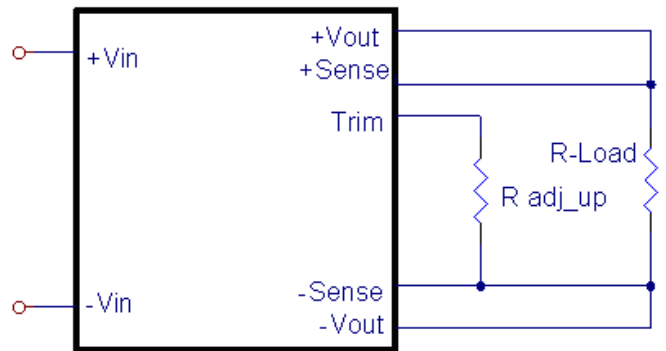 +Vout
+Vin
+Sense
Trim
R-Load
R adj_up
-Sense
-Vin
-Vout